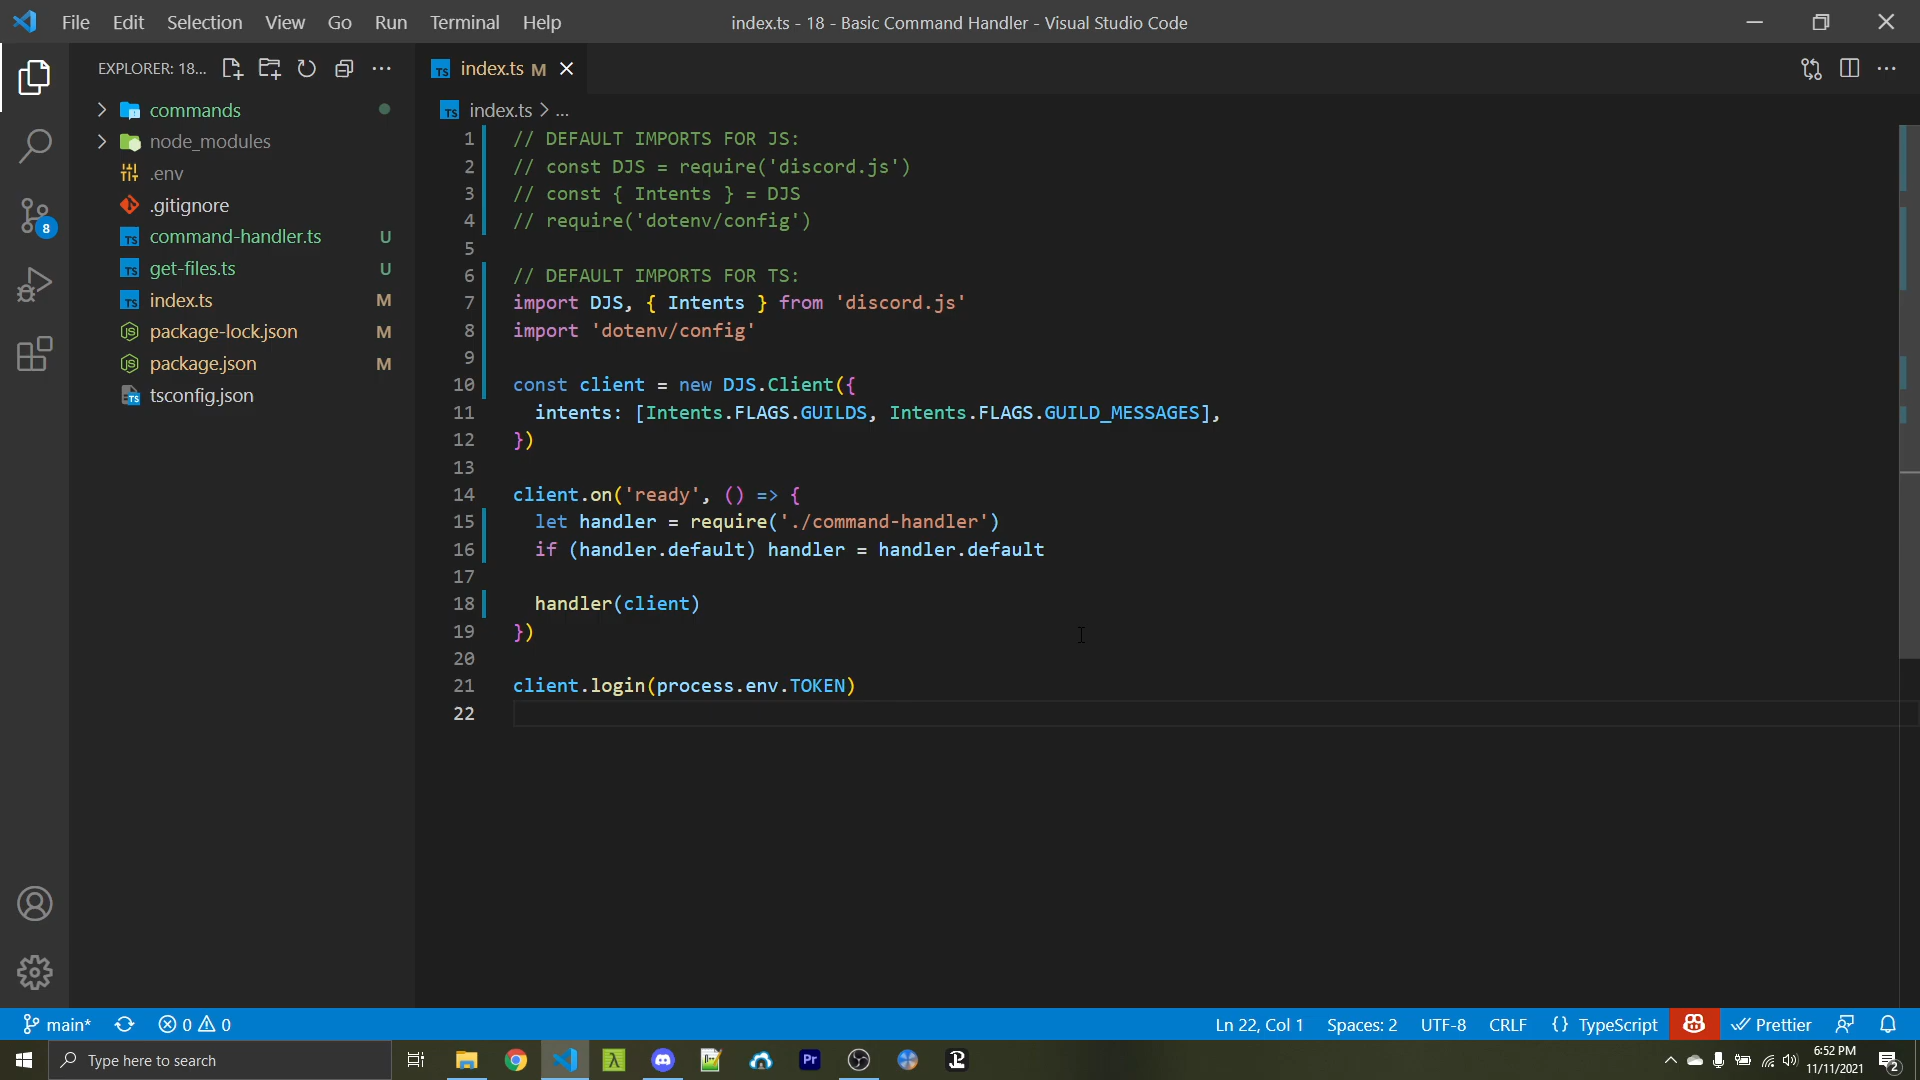 File Edit Selection View Go Run Terminal Help
index.ts - 18 - Basic Command Handler - Visual Studio Code
EXPLORER: 18...
commands
node_modules
.env
.gitignore
command-handler.ts U
get-files.ts U
index.ts M
package-lock.json M
package.json M
tsconfig.json
8
TS index.ts M
TS index.ts > ...
1 // DEFAULT IMPORTS FOR JS:
2 // const DJS = require('discord.js')
3 // const { Intents } = DJS
4 // require('dotenv/config')
5
6 // DEFAULT IMPORTS FOR TS:
7 import DJS, { Intents } from 'discord.js'
8 import 'dotenv/config'
9
10 const client = new DJS.Client({
11 intents: [Intents.FLAGS.GUILDS, Intents.FLAGS.GUILD_MESSAGES],
12 })
13
14 client.on('ready', () => {
15 let handler = require('./command-handler')
16 if (handler.default) handler = handler.default
17
18 handler(client)
19 })
20
21 client.login(process.env.TOKEN)
22
main* 0 0 Ln 22, Col 1 Spaces: 2 UTF-8 CRLF {} TypeScript Prettier
Type here to search
Pr
6:52 PM
11/11/2021
2